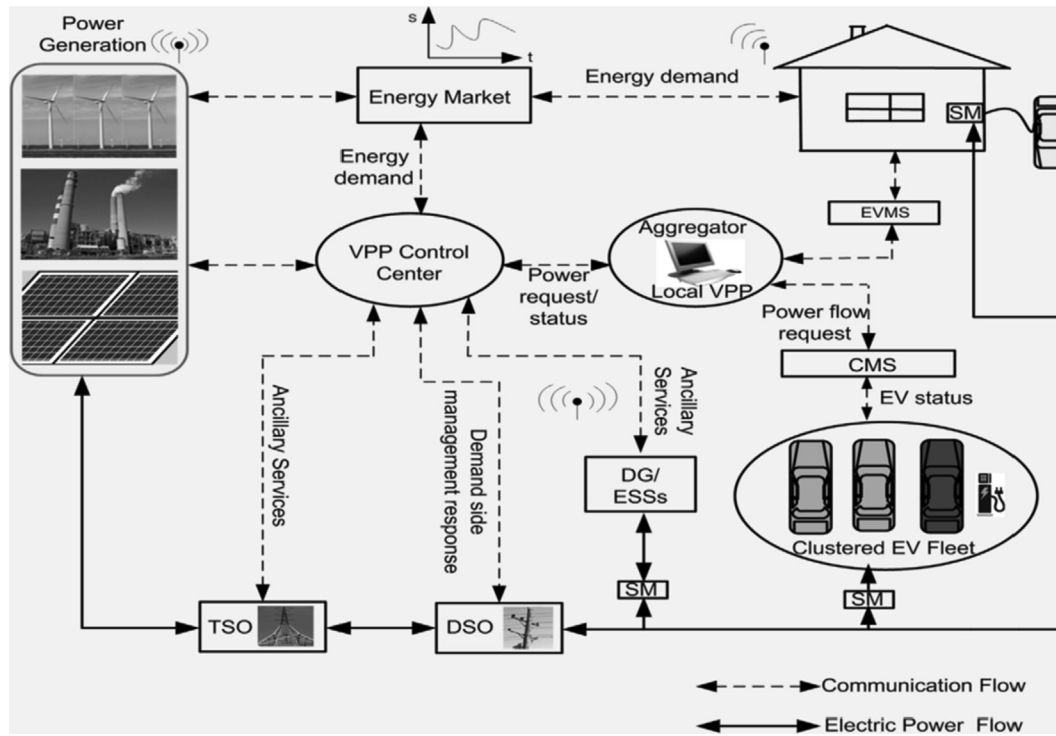 Power
Generation
s
t
Energy Market
Energy demand
SM
Energy
demand
EVMS
VPP Control
Center
Aggregator
Local VPP
Power
request/
status
Power flow
request
CMS
EV status
Ancillary Services
Demand side
management response
Ancillary
Services
DG/
ESSs
Clustered EV Fleet
SM
SM
TSO
DSO
Communication Flow
Electric Power Flow